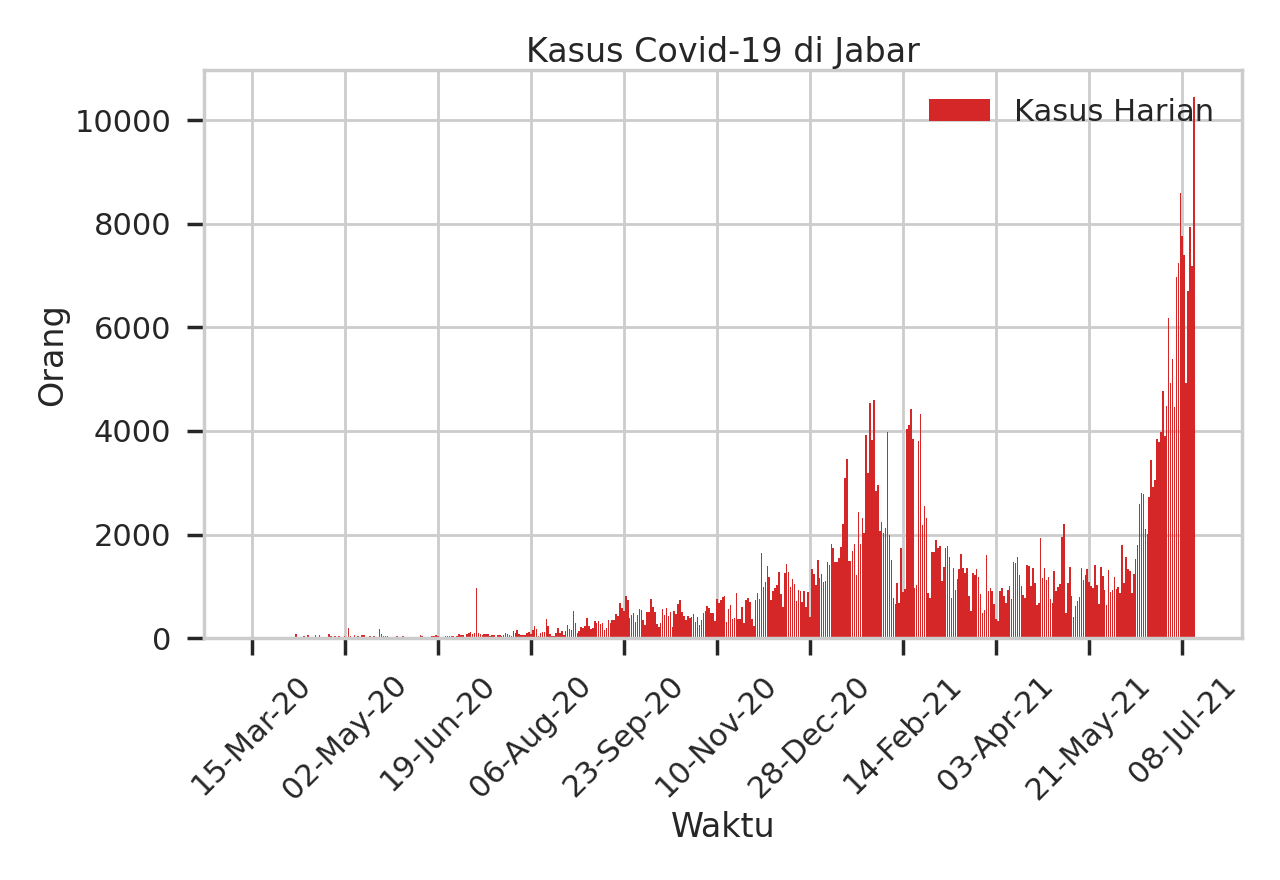 Kasus Covid-19 di Jabar
Kasus Harian
10000
8000
6000
4000
2000
0
Orang
15-Mar-20
02-May-20
19-Jun-20
06-Aug-20
23-Sep-20
10-Nov-20
28-Dec-20
14-Feb-21
03-Apr-21
21-May-21
08-Jul-21
Waktu